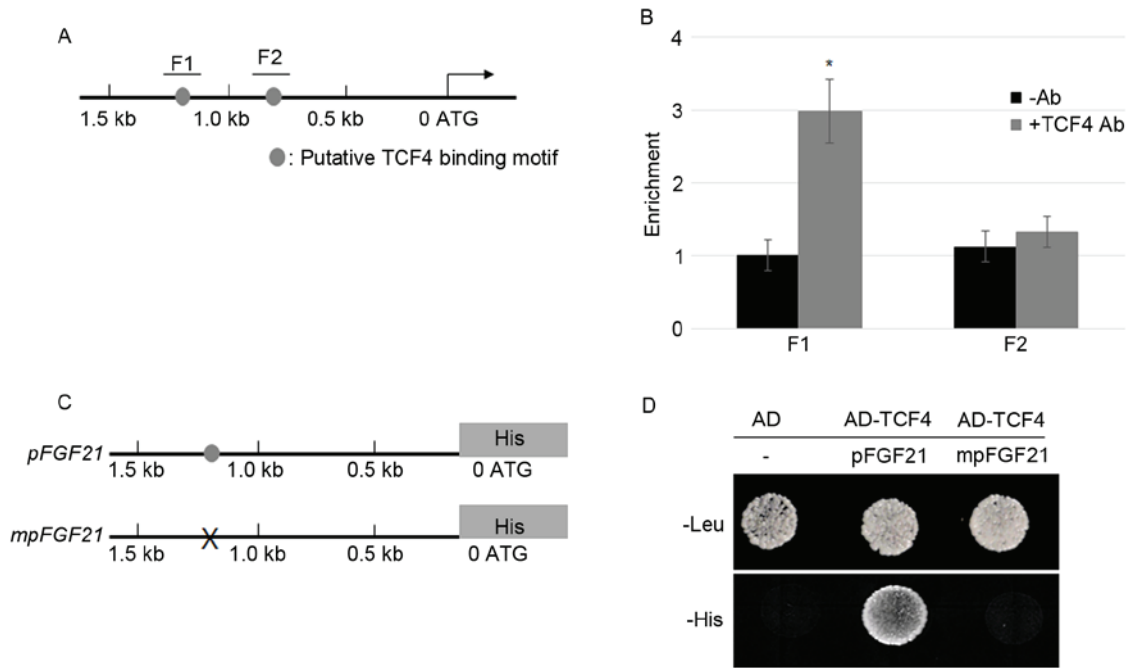 A
F1
F2
1.5 kb
1.0 kb
0.5 kb
0 ATG
: Putative TCF4 binding motif
B
Enrichment
4
3
2
1
0
*
-Ab
+TCF4 Ab
F1
F2
C
pFGF21
His
1.5 kb
1.0 kb
0.5 kb
0 ATG
mpFGF21
X
His
1.5 kb
1.0 kb
0.5 kb
0 ATG
D
AD
AD-TCF4
AD-TCF4
-
pFGF21
mpFGF21
-Leu
-His